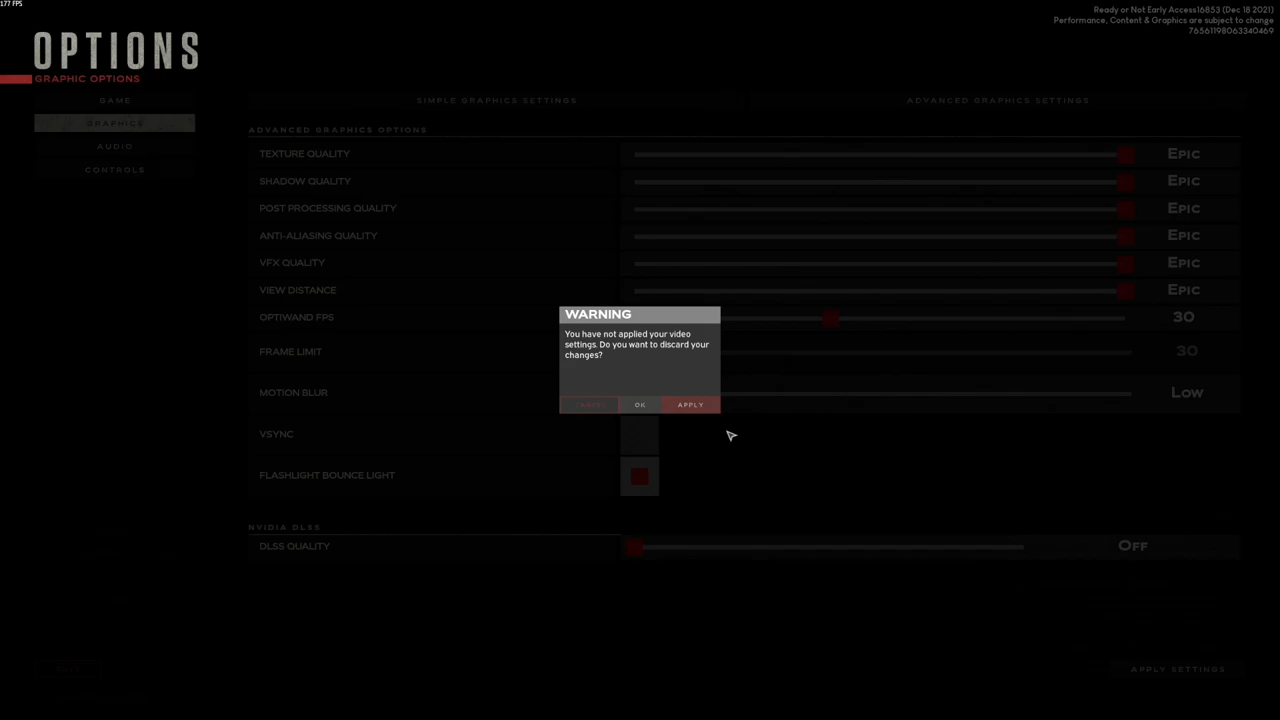 177 FPS
Ready or Not Early Access16853 (Dec 18 2021)
Performance, Content & Graphics are subject to change
76561198063340469
OPTIONS
GRAPHIC OPTIONS
GAME
GRAPHICS
AUDIO
CONTROLS
SIMPLE GRAPHICS SETTINGS
ADVANCED GRAPHICS SETTINGS
ADVANCED GRAPHICS OPTIONS
TEXTURE QUALITY EPIC
SHADOW QUALITY EPIC
POST PROCESSING QUALITY EPIC
ANTI-ALIASING QUALITY EPIC
VFX QUALITY EPIC
VIEW DISTANCE EPIC
OPTIWAND FPS 30
FRAME LIMIT 30
MOTION BLUR LOW
VSYNC
FLASHLIGHT BOUNCE LIGHT
NVIDIA DLSS
DLSS QUALITY OFF
WARNING
You have not applied your video
settings. Do you want to discard your
changes?
CANCEL OK APPLY
APPLY SETTINGS